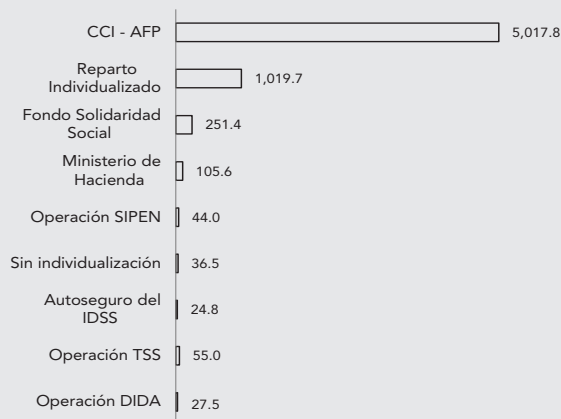 CCI - AFP 5,017.8
Reparto
Individualizado 1,019.7
Fondo Solidaridad
Social 251.4
Ministerio de
Hacienda 105.6
Operación SIPEN 44.0
Sin individualización 36.5
Autoseguro del
IDSS 24.8
Operación TSS 55.0
Operación DIDA 27.5